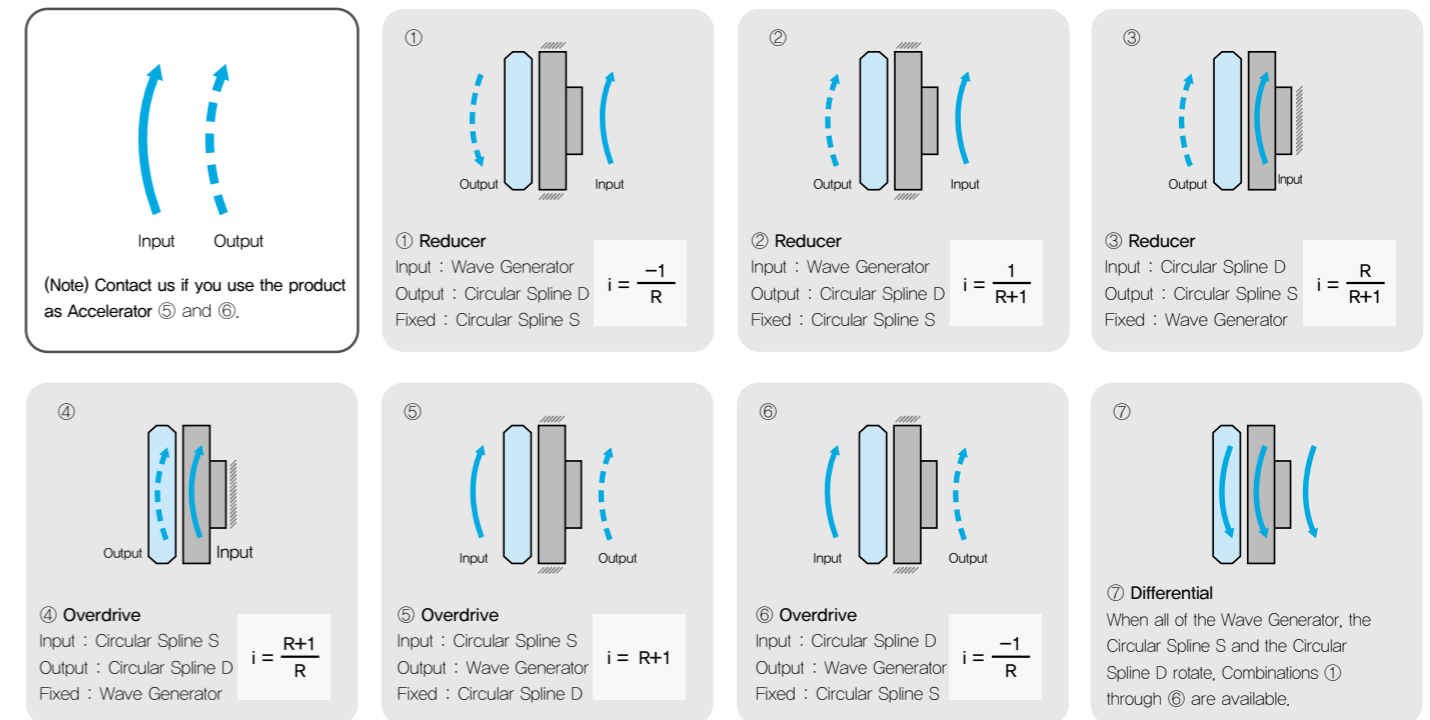 Input Output
(Note) Contact us if you use the product
as Accelerator ⑤ and ⑥.
①
Output Input
① Reducer
Input : Wave Generator
Output : Circular Spline D
Fixed : Circular Spline S
i = −1/R
②
Output Input
② Reducer
Input : Wave Generator
Output : Circular Spline D
Fixed : Circular Spline S
i = 1/R+1
③
Output Input
③ Reducer
Input : Circular Spline D
Output : Circular Spline S
Fixed : Wave Generator
i = R/R+1
④
Output Input
④ Overdrive
Input : Circular Spline S
Output : Circular Spline D
Fixed : Wave Generator
i = R+1/R
⑤
Input Output
⑤ Overdrive
Input : Circular Spline S
Output : Wave Generator
Fixed : Circular Spline D
i = R+1
⑥
Input Output
⑥ Overdrive
Input : Circular Spline D
Output : Wave Generator
Fixed : Circular Spline S
i = −1/R
⑦
⑦ Differential
When all of the Wave Generator, the
Circular Spline S and the Circular
Spline D rotate, Combinations ①
through ⑥ are available.